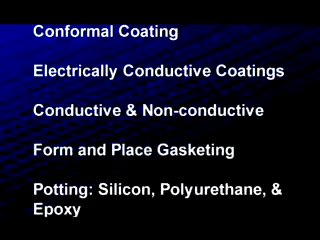 Conformal Coating
Electrically Conductive Coatings
Conductive & Non-conductive
Form and Place Gasketing
Potting: Silicon, Polyurethane, &
Epoxy